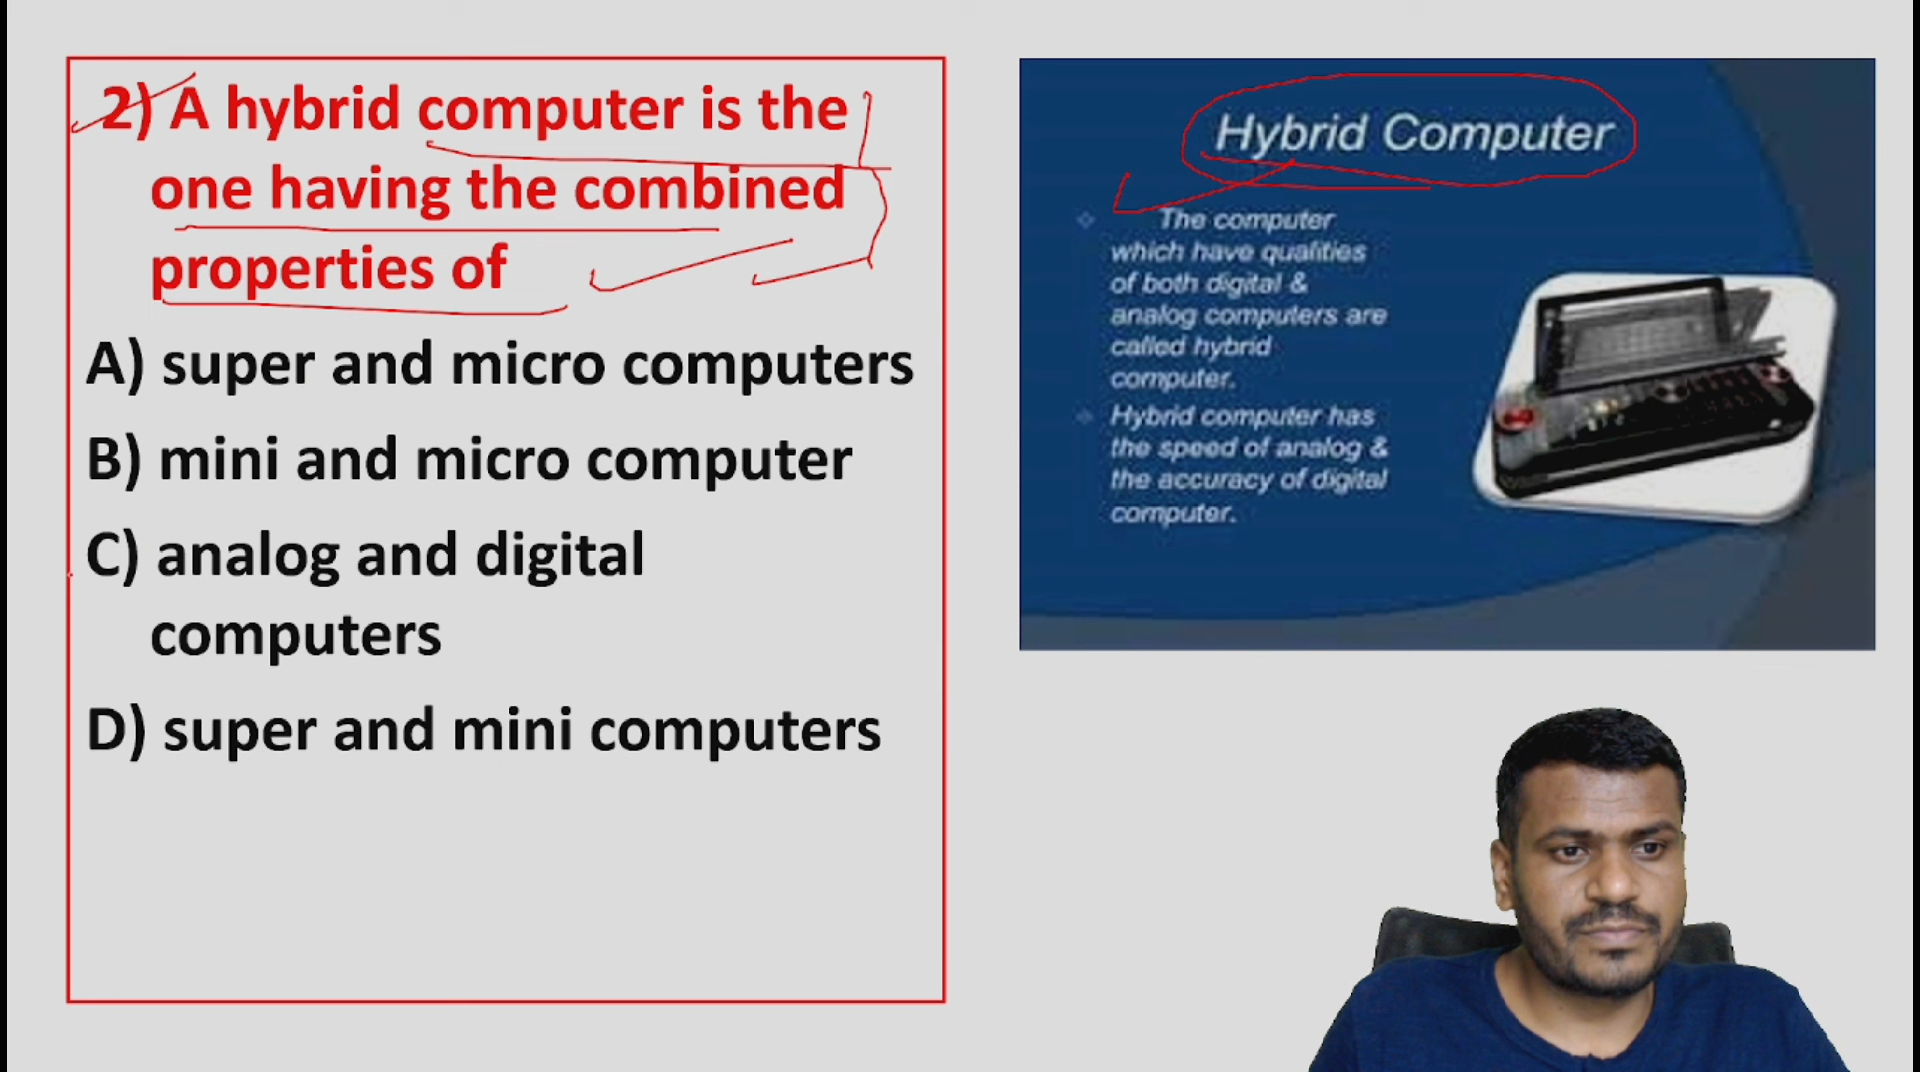 2) A hybrid computer is the
one having the combined
properties of
A) super and micro computers
B) mini and micro computer
C) analog and digital
computers
D) super and mini computers
Hybrid Computer
The computer
which have qualities
of both digital &
analog computers are
called hybrid
computer.
Hybrid computer has
the speed of analog &
the accuracy of digital
computer.